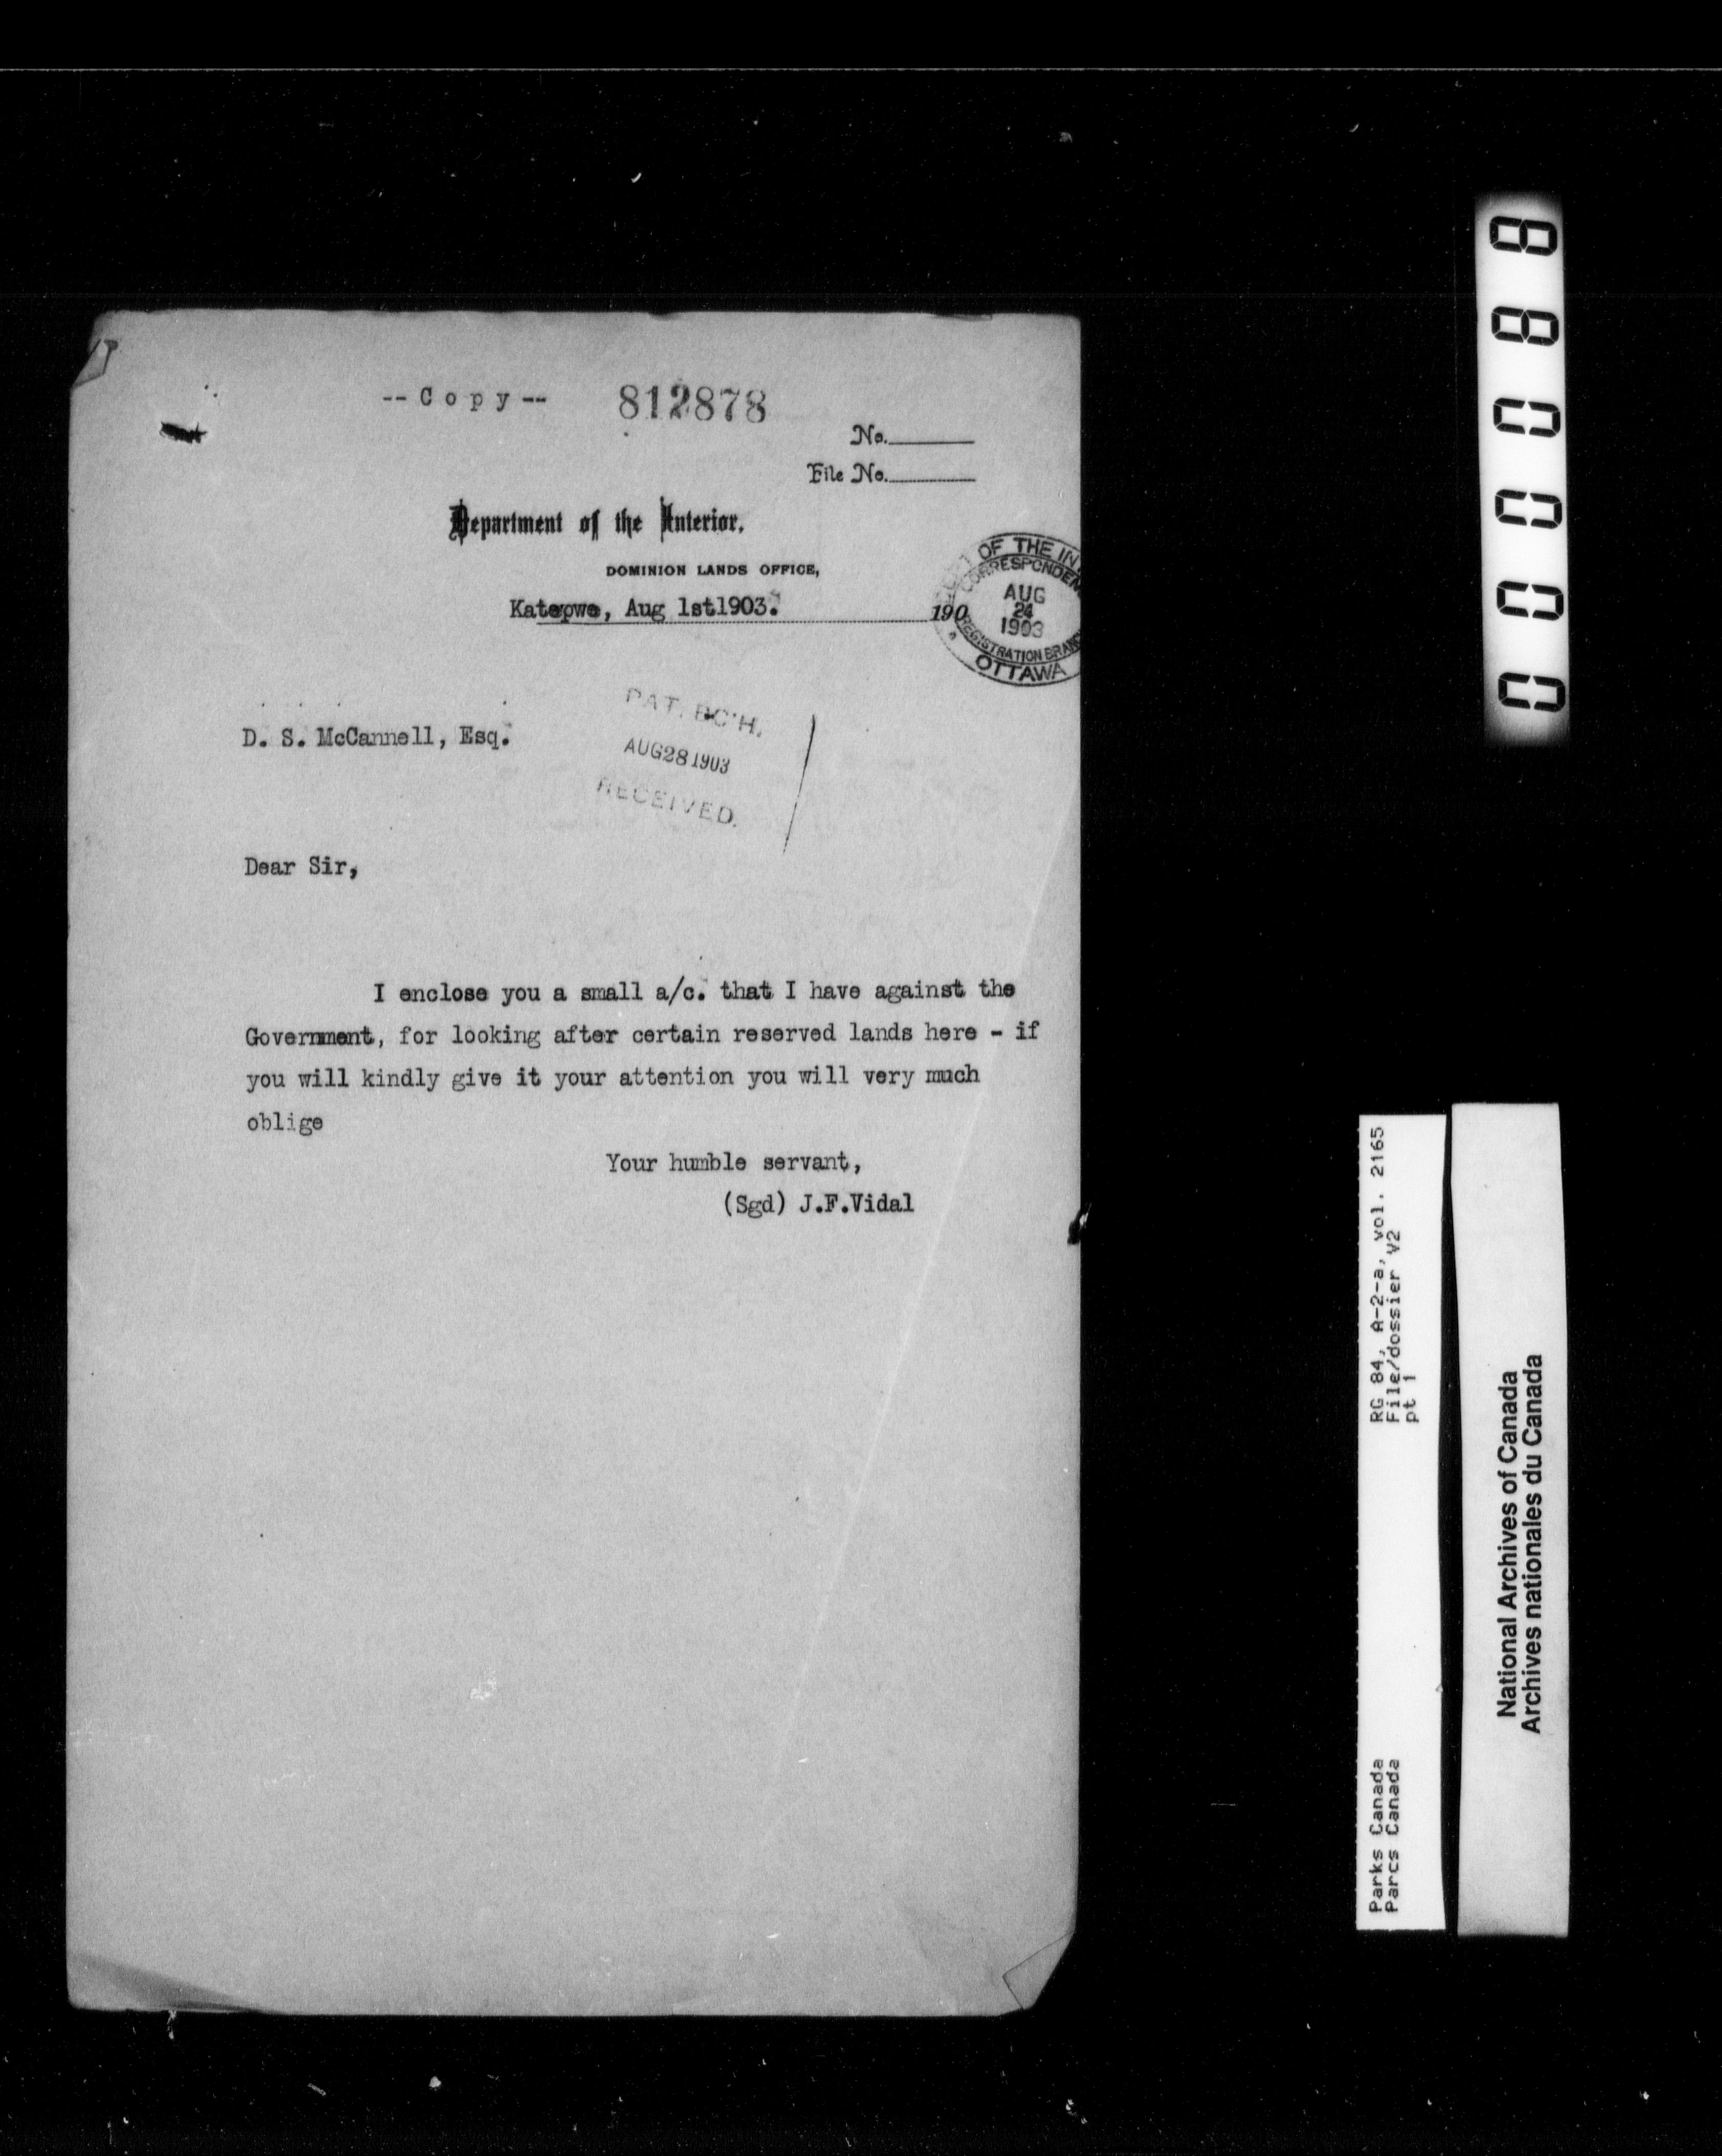 --Copy-- 812878
No.
File No.
Department of the Interior.
DOMINION LANDS OFFICE,
Katepwe, Aug 1st1903. 190
OF THE IN
CORRESPONDEN
AUG
24
1903
REGISTRATION BRANC
OTTAWA
PAT. BC'H.
AUG 28 1903
RECEIVED.
D. S. McCannell, Esq.
Dear Sir,
I enclose you a small a/c. that I have against the
Government, for looking after certain reserved lands here - if
you will kindly give it your attention you will very much
oblige
Your humble servant,
(Sgd) J.F.Vidal
000088
RG 84, A-2-a, vol. 2165
File/dossier V2
pt 1
Parks Canada
Parcs Canada
National Archives of Canada
Archives nationales du Canada